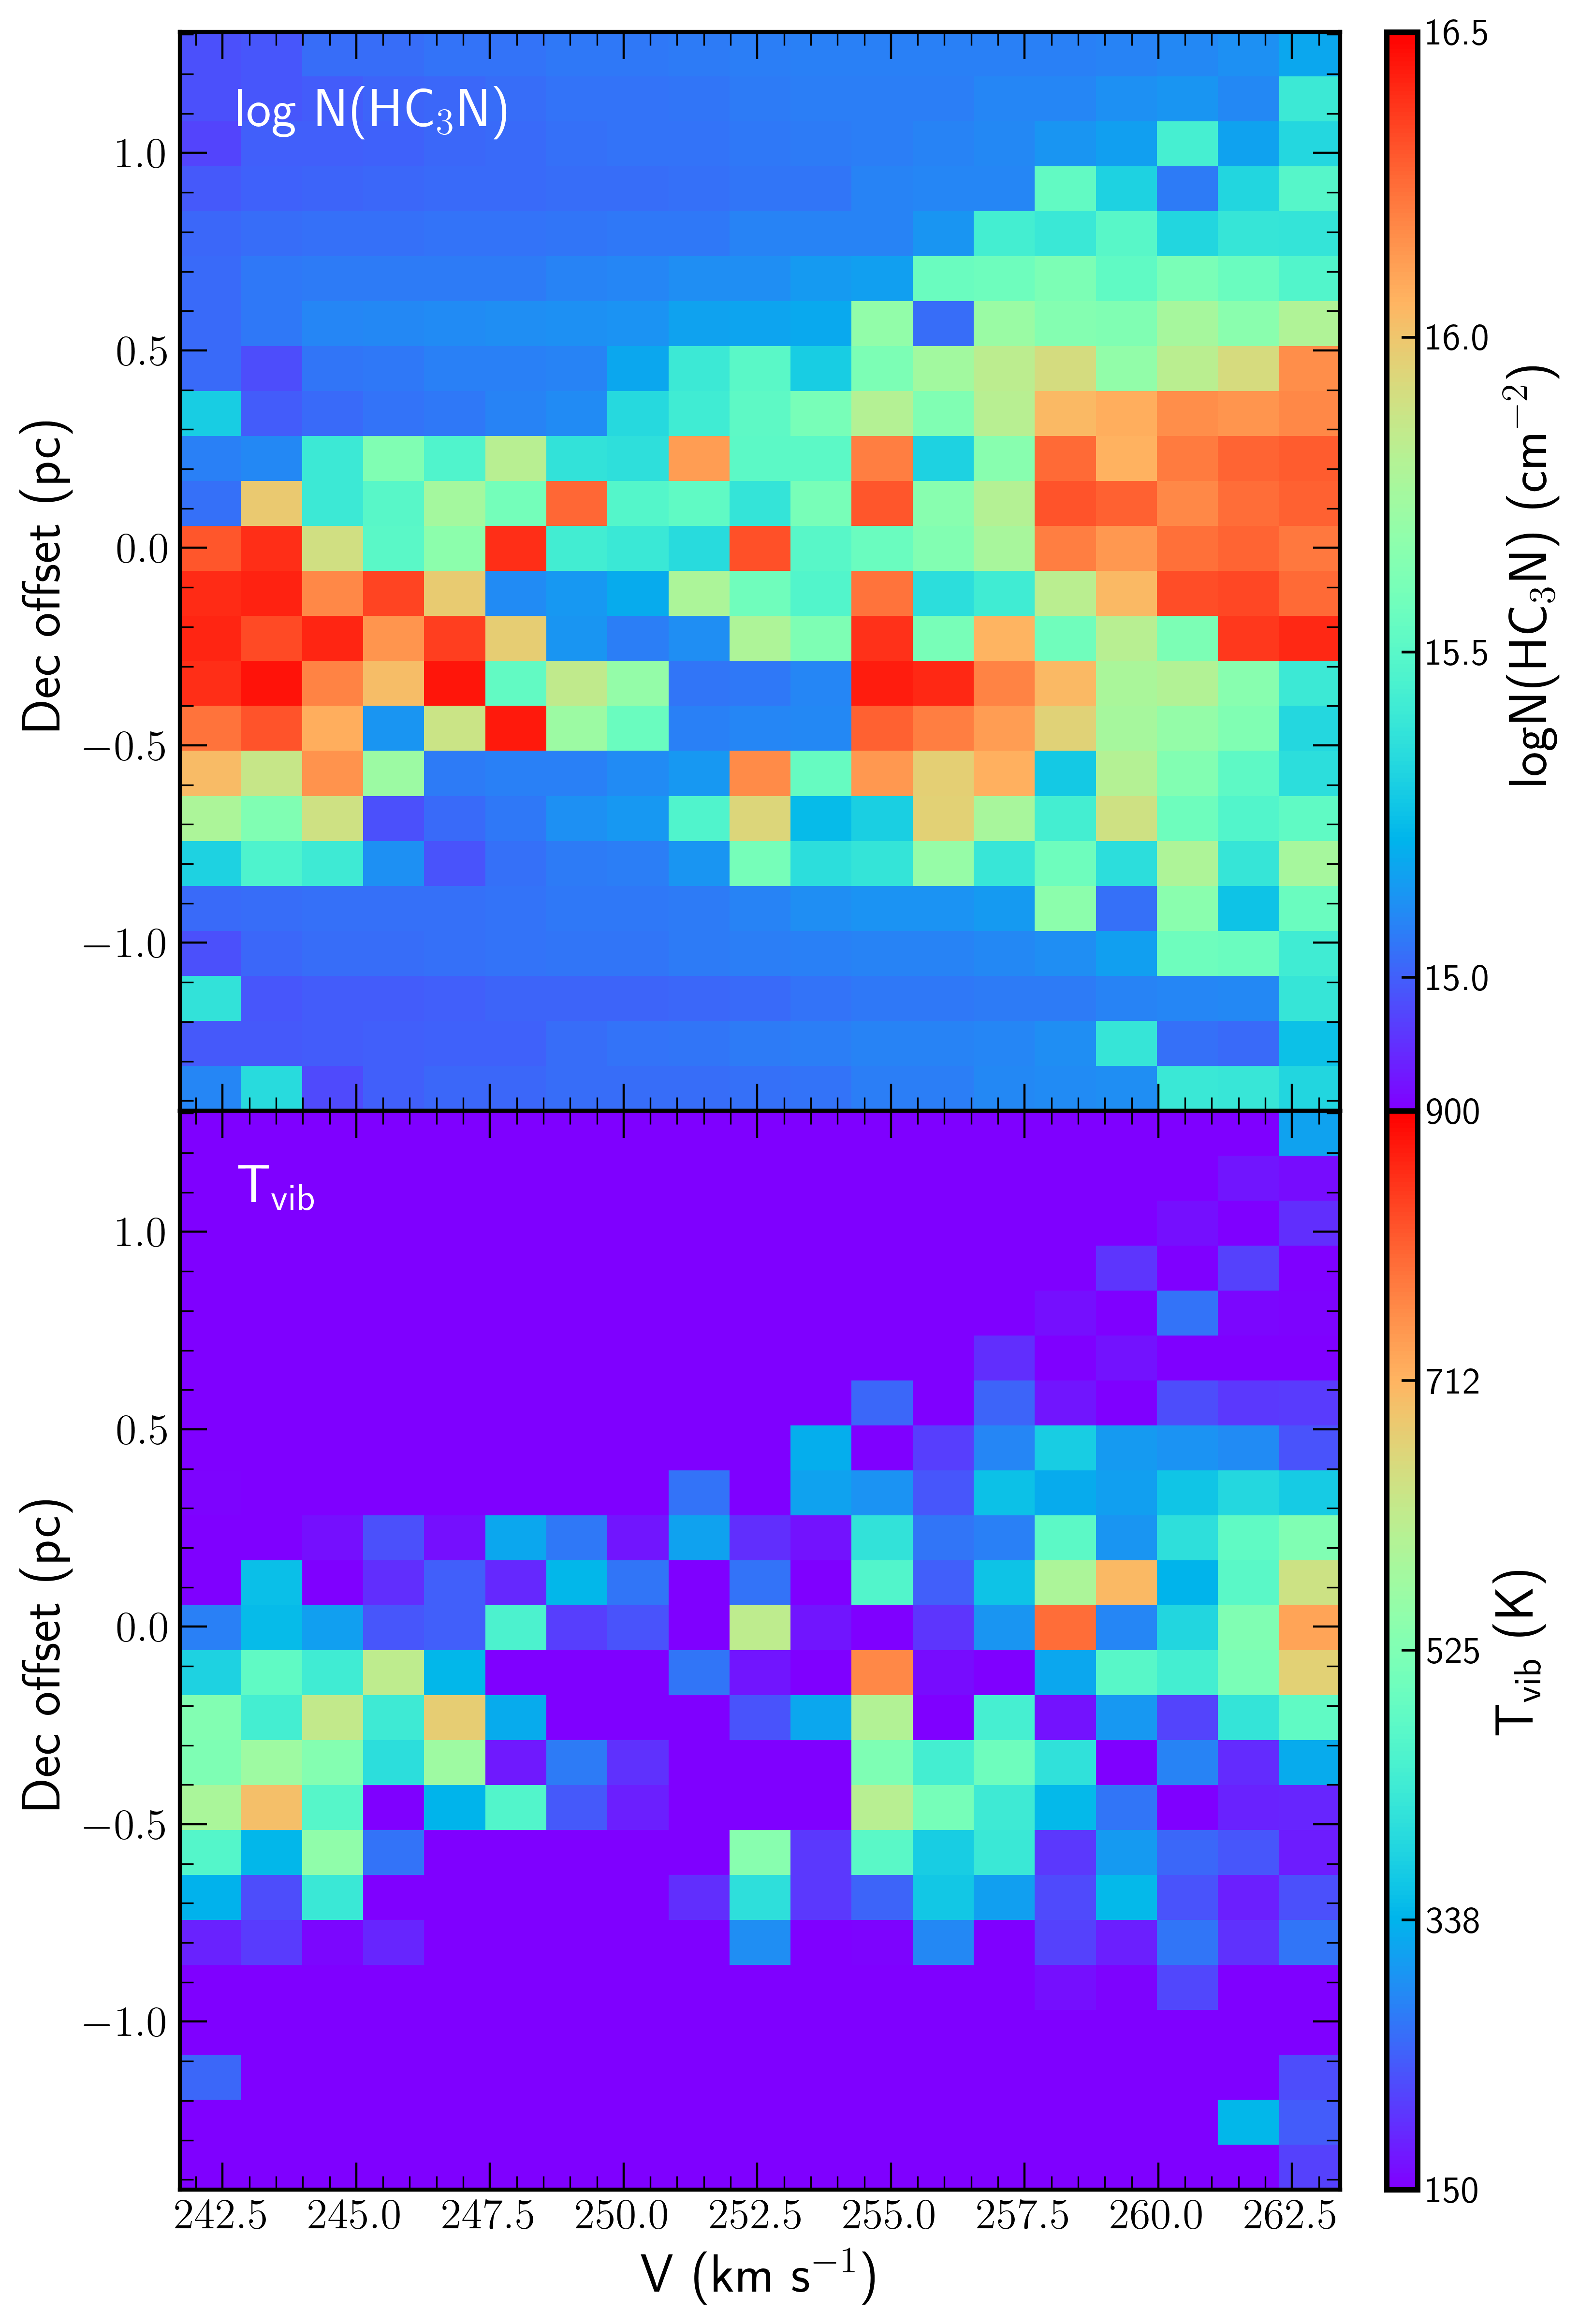 log N(HC₃N)
1.0
0.5
0.0
−0.5
−1.0
Dec offset (pc)
16.5
16.0
15.5
15.0
logN(HC₃N) (cm⁻²)
T_vib
1.0
0.5
0.0
−0.5
−1.0
Dec offset (pc)
900
712
525
338
150
T_vib (K)
242.5 245.0 247.5 250.0 252.5 255.0 257.5 260.0 262.5
V (km s⁻¹)